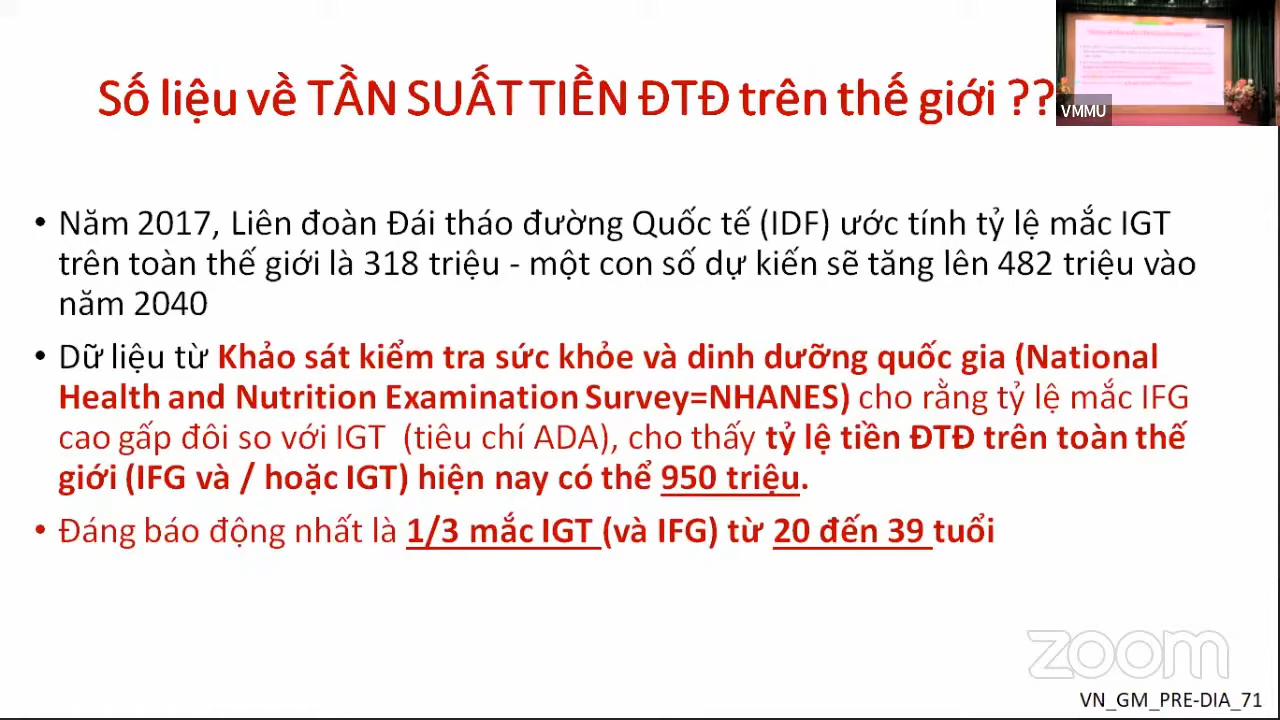 Số liệu về TẦN SUẤT TIỀN ĐTĐ trên thế giới ??
VMMU
• Năm 2017, Liên đoàn Đái tháo đường Quốc tế (IDF) ước tính tỷ lệ mắc IGT
trên toàn thế giới là 318 triệu - một con số dự kiến sẽ tăng lên 482 triệu vào
năm 2040
• Dữ liệu từ Khảo sát kiểm tra sức khỏe và dinh dưỡng quốc gia (National
Health and Nutrition Examination Survey=NHANES) cho rằng tỷ lệ mắc IFG
cao gấp đôi so với IGT (tiêu chí ADA), cho thấy tỷ lệ tiền ĐTĐ trên toàn thế
giới (IFG và / hoặc IGT) hiện nay có thể 950 triệu.
• Đáng báo động nhất là 1/3 mắc IGT (và IFG) từ 20 đến 39 tuổi
zoom
VN_GM_PRE-DIA_71